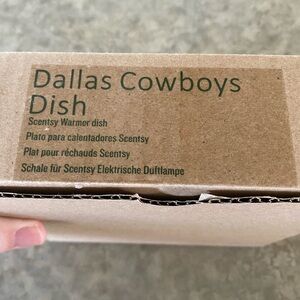 Dallas Cowboys
Dish
Scentsy Warmer dish
Plato para calentadores Scentsy
Plat pour réchauds Scentsy
Schale für Scentsy Elektrische Duftlampe